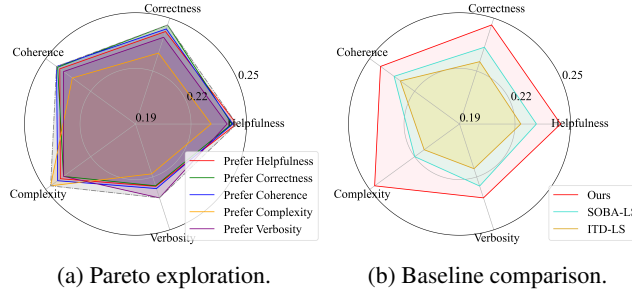 Correctness
Coherence
0.25
0.22
0.19
Helpfulness
Complexity
Verbosity
Prefer Helpfulness
Prefer Correctness
Prefer Coherence
Prefer Complexity
Prefer Verbosity
(a) Pareto exploration.
Correctness
Coherence
0.25
0.22
0.19
Helpfulness
Complexity
Verbosity
Ours
SOBA-LS
ITD-LS
(b) Baseline comparison.